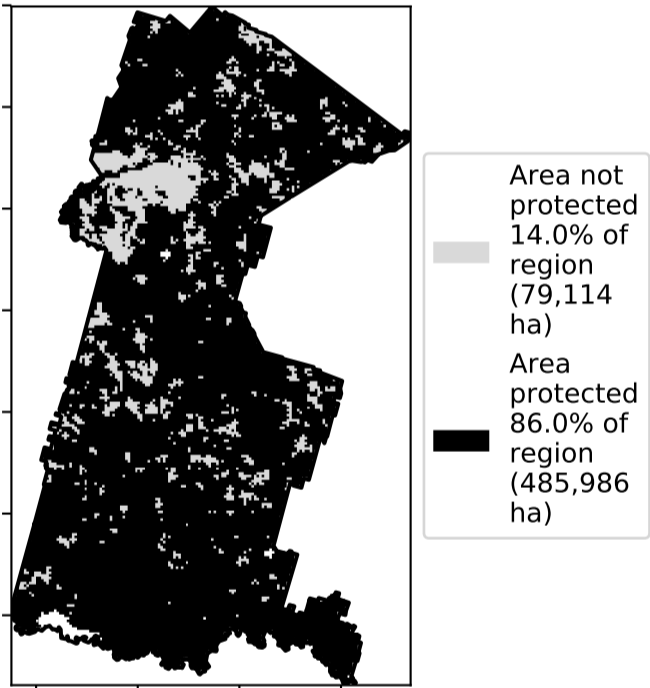 Area not
protected
14.0% of
region
(79,114
ha)
Area
protected
86.0% of
region
(485,986
ha)